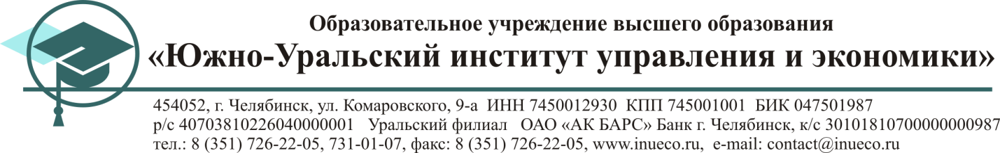 Образовательное учреждение высшего образования
«Южно-Уральский институт управления и экономики»
454052, г. Челябинск, ул. Комаровского, 9-а ИНН 7450012930 КПП 745001001 БИК 047501987
р/с 40703810226040000001 Уральский филиал ОАО «АК БАРС» Банк г. Челябинск, к/с 30101810700000000987
тел.: 8 (351) 726-22-05, 731-01-07, факс: 8 (351) 726-22-05, www.inueco.ru, e-mail: contact@inueco.ru